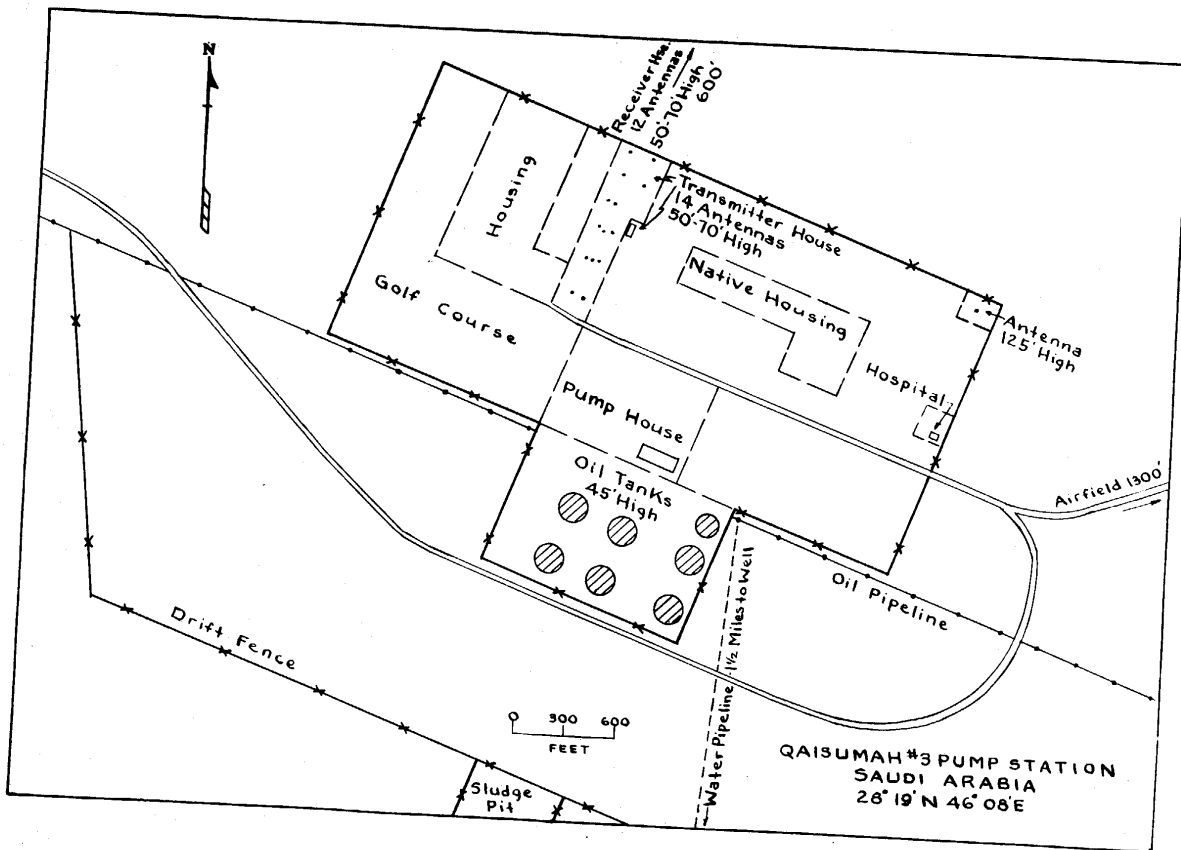 N
Receiver Hse.
12 Antennas
50'-70' High
600'
Housing
Transmitter House
14 Antennas
50'-70' High
Native Housing
Golf Course
Antenna
125' High
Hospital
Pump House
Oil Tanks
45' High
Airfield 1300'
Oil Pipeline
Water Pipeline - 1½ Miles to Well
Drift Fence
0 300 600
FEET
Sludge
Pit
QAISUMAH #3 PUMP STATION
SAUDI ARABIA
28° 19' N 46° 08' E